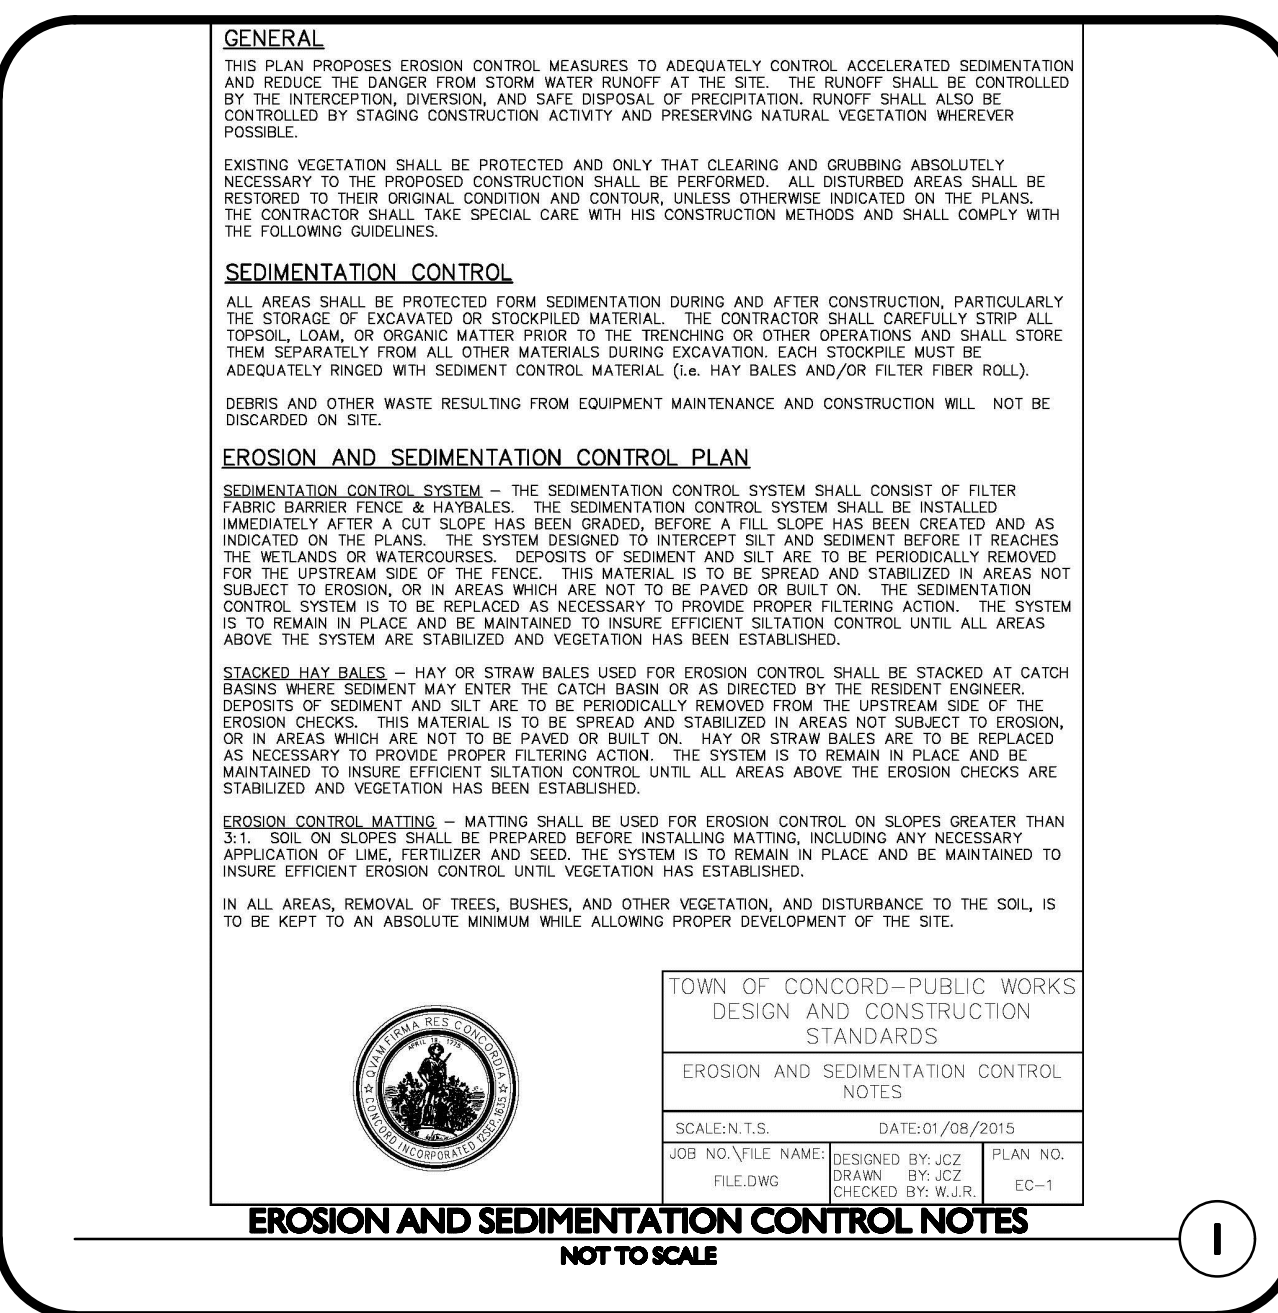 GENERAL
THIS PLAN PROPOSES EROSION CONTROL MEASURES TO ADEQUATELY CONTROL ACCELERATED SEDIMENTATION
AND REDUCE THE DANGER FROM STORM WATER RUNOFF AT THE SITE. THE RUNOFF SHALL BE CONTROLLED
BY THE INTERCEPTION, DIVERSION, AND SAFE DISPOSAL OF PRECIPITATION. RUNOFF SHALL ALSO BE
CONTROLLED BY STAGING CONSTRUCTION ACTIVITY AND PRESERVING NATURAL VEGETATION WHEREVER
POSSIBLE.
EXISTING VEGETATION SHALL BE PROTECTED AND ONLY THAT CLEARING AND GRUBBING ABSOLUTELY
NECESSARY TO THE PROPOSED CONSTRUCTION SHALL BE PERFORMED. ALL DISTURBED AREAS SHALL BE
RESTORED TO THEIR ORIGINAL CONDITION AND CONTOUR, UNLESS OTHERWISE INDICATED ON THE PLANS.
THE CONTRACTOR SHALL TAKE SPECIAL CARE WITH HIS CONSTRUCTION METHODS AND SHALL COMPLY WITH
THE FOLLOWING GUIDELINES.
SEDIMENTATION CONTROL
ALL AREAS SHALL BE PROTECTED FORM SEDIMENTATION DURING AND AFTER CONSTRUCTION, PARTICULARLY
THE STORAGE OF EXCAVATED OR STOCKPILED MATERIAL. THE CONTRACTOR SHALL CAREFULLY STRIP ALL
TOPSOIL, LOAM, OR ORGANIC MATTER PRIOR TO THE TRENCHING OR OTHER OPERATIONS AND SHALL STORE
THEM SEPARATELY FROM ALL OTHER MATERIALS DURING EXCAVATION. EACH STOCKPILE MUST BE
ADEQUATELY RINGED WITH SEDIMENT CONTROL MATERIAL (i.e. HAY BALES AND/OR FILTER FIBER ROLL).
DEBRIS AND OTHER WASTE RESULTING FROM EQUIPMENT MAINTENANCE AND CONSTRUCTION WILL NOT BE
DISCARDED ON SITE.
EROSION AND SEDIMENTATION CONTROL PLAN
SEDIMENTATION CONTROL SYSTEM – THE SEDIMENTATION CONTROL SYSTEM SHALL CONSIST OF FILTER
FABRIC BARRIER FENCE & HAYBALES. THE SEDIMENTATION CONTROL SYSTEM SHALL BE INSTALLED
IMMEDIATELY AFTER A CUT SLOPE HAS BEEN GRADED, BEFORE A FILL SLOPE HAS BEEN CREATED AND AS
INDICATED ON THE PLANS. THE SYSTEM DESIGNED TO INTERCEPT SILT AND SEDIMENT BEFORE IT REACHES
THE WETLANDS OR WATERCOURSES. DEPOSITS OF SEDIMENT AND SILT ARE TO BE PERIODICALLY REMOVED
FOR THE UPSTREAM SIDE OF THE FENCE. THIS MATERIAL IS TO BE SPREAD AND STABILIZED IN AREAS NOT
SUBJECT TO EROSION, OR IN AREAS WHICH ARE NOT TO BE PAVED OR BUILT ON. THE SEDIMENTATION
CONTROL SYSTEM IS TO BE REPLACED AS NECESSARY TO PROVIDE PROPER FILTERING ACTION. THE SYSTEM
IS TO REMAIN IN PLACE AND BE MAINTAINED TO INSURE EFFICIENT SILTATION CONTROL UNTIL ALL AREAS
ABOVE THE SYSTEM ARE STABILIZED AND VEGETATION HAS BEEN ESTABLISHED.
STACKED HAY BALES – HAY OR STRAW BALES USED FOR EROSION CONTROL SHALL BE STACKED AT CATCH
BASINS WHERE SEDIMENT MAY ENTER THE CATCH BASIN OR AS DIRECTED BY THE RESIDENT ENGINEER.
DEPOSITS OF SEDIMENT AND SILT ARE TO BE PERIODICALLY REMOVED FROM THE UPSTREAM SIDE OF THE
EROSION CHECKS. THIS MATERIAL IS TO BE SPREAD AND STABILIZED IN AREAS NOT SUBJECT TO EROSION,
OR IN AREAS WHICH ARE NOT TO BE PAVED OR BUILT ON. HAY OR STRAW BALES ARE TO BE REPLACED
AS NECESSARY TO PROVIDE PROPER FILTERING ACTION. THE SYSTEM IS TO REMAIN IN PLACE AND BE
MAINTAINED TO INSURE EFFICIENT SILTATION CONTROL UNTIL ALL AREAS ABOVE THE EROSION CHECKS ARE
STABILIZED AND VEGETATION HAS BEEN ESTABLISHED.
EROSION CONTROL MATTING – MATTING SHALL BE USED FOR EROSION CONTROL ON SLOPES GREATER THAN
3:1. SOIL ON SLOPES SHALL BE PREPARED BEFORE INSTALLING MATTING, INCLUDING ANY NECESSARY
APPLICATION OF LIME, FERTILIZER AND SEED. THE SYSTEM IS TO REMAIN IN PLACE AND BE MAINTAINED TO
INSURE EFFICIENT EROSION CONTROL UNTIL VEGETATION HAS ESTABLISHED.
IN ALL AREAS, REMOVAL OF TREES, BUSHES, AND OTHER VEGETATION, AND DISTURBANCE TO THE SOIL, IS
TO BE KEPT TO AN ABSOLUTE MINIMUM WHILE ALLOWING PROPER DEVELOPMENT OF THE SITE.
QVAM FIRMA RES CONCORDIA
APRIL 19, 1775
CONCORD INCORPORATED 12 SEP. 1635
TOWN OF CONCORD–PUBLIC WORKS
DESIGN AND CONSTRUCTION
STANDARDS
EROSION AND SEDIMENTATION CONTROL
NOTES
SCALE:N.T.S. DATE:01/08/2015
JOB NO.\FILE NAME:
FILE.DWG
DESIGNED BY: JCZ
DRAWN BY: JCZ
CHECKED BY: W.J.R.
PLAN NO.
EC–1
EROSION AND SEDIMENTATION CONTROL NOTES
NOT TO SCALE
1